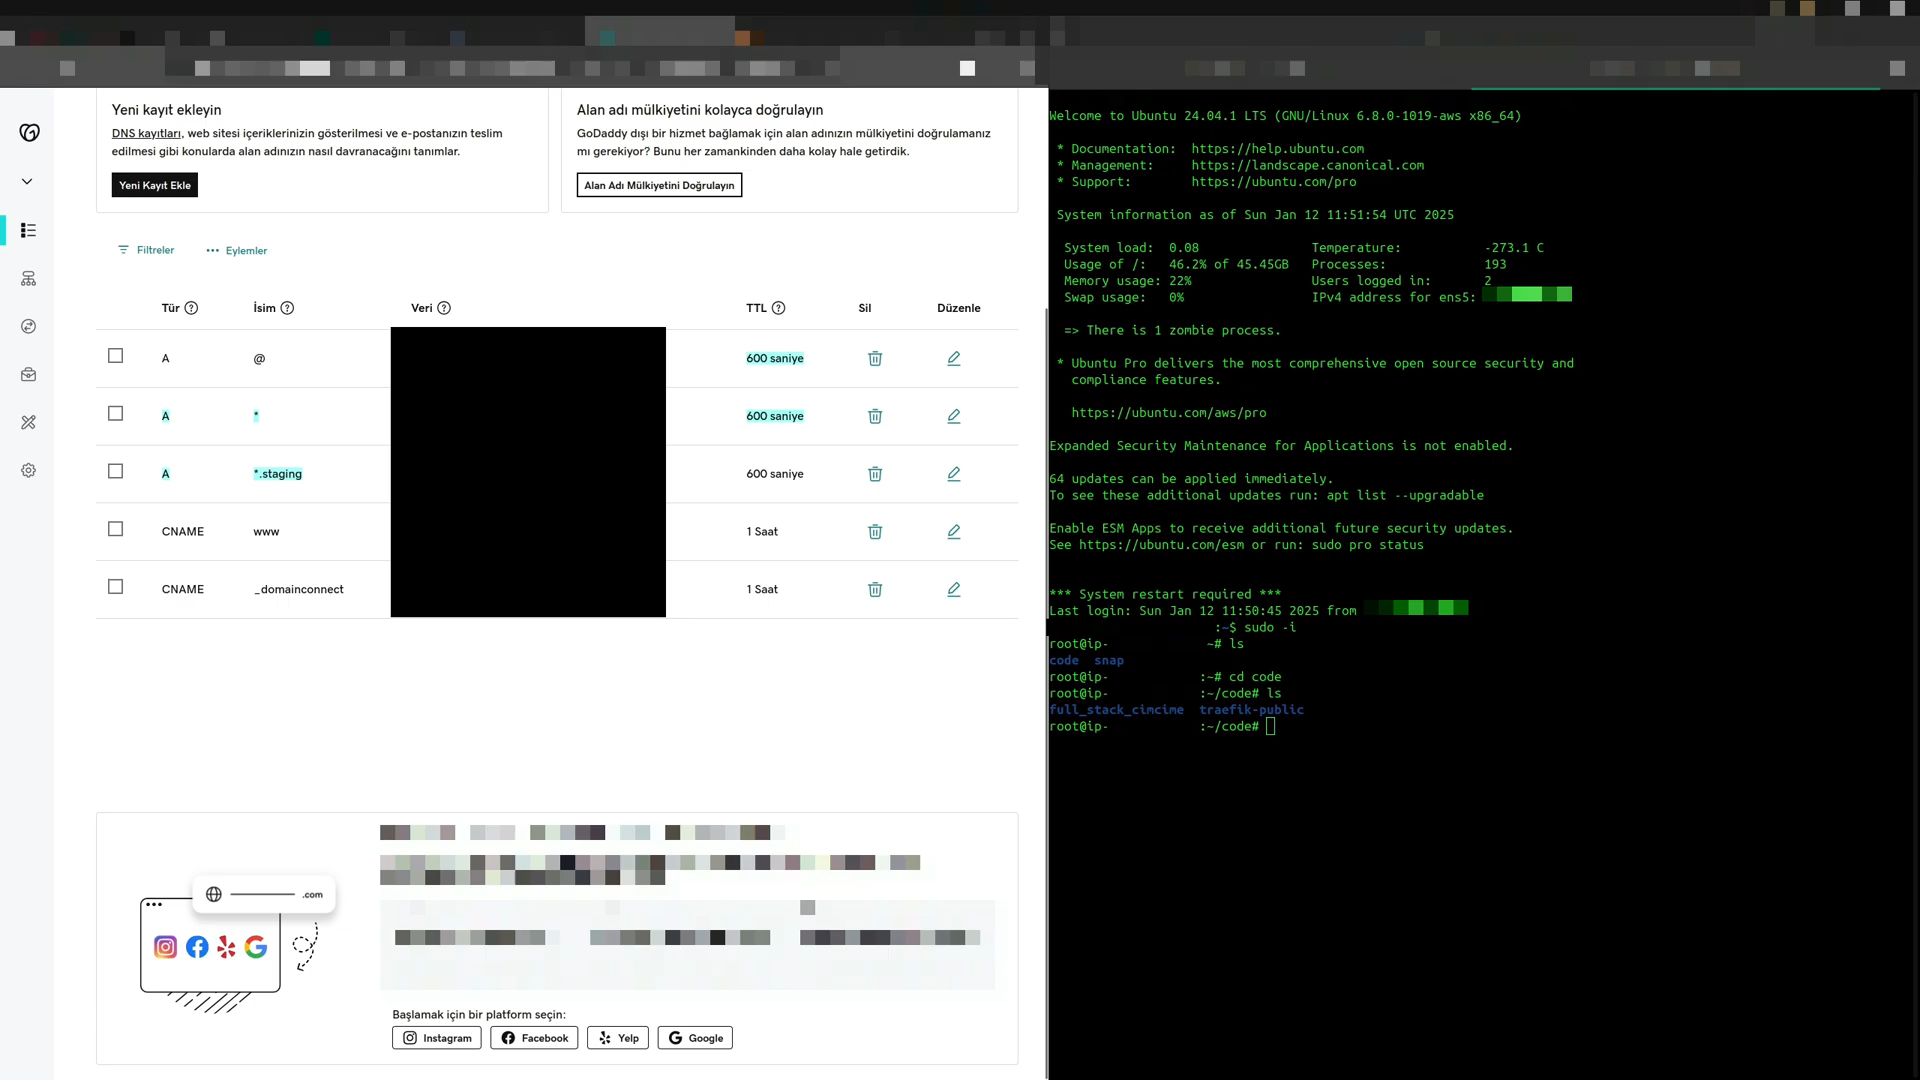 Yeni kayıt ekleyin
DNS kayıtları, web sitesi içeriklerinizin gösterilmesi ve e-postanızın teslim
edilmesi gibi konularda alan adınızın nasıl davranacağını tanımlar.
Yeni Kayıt Ekle
Alan adı mülkiyetini kolayca doğrulayın
GoDaddy dışı bir hizmet bağlamak için alan adınızın mülkiyetini doğrulamanız
mı gerekiyor? Bunu her zamankinden daha kolay hale getirdik.
Alan Adı Mülkiyetini Doğrulayın
Filtreler
Eylemler
Tür İsim Veri TTL Sil Düzenle
A @ 600 saniye
A * 600 saniye
A *.staging 600 saniye
CNAME www 1 Saat
CNAME _domainconnect 1 Saat
.com
Başlamak için bir platform seçin:
Instagram Facebook Yelp Google
Welcome to Ubuntu 24.04.1 LTS (GNU/Linux 6.8.0-1019-aws x86_64)
* Documentation: https://help.ubuntu.com
* Management: https://landscape.canonical.com
* Support: https://ubuntu.com/pro
System information as of Sun Jan 12 11:51:54 UTC 2025
System load: 0.08 Temperature: -273.1 C
Usage of /: 46.2% of 45.45GB Processes: 193
Memory usage: 22% Users logged in: 2
Swap usage: 0% IPv4 address for ens5:
=> There is 1 zombie process.
* Ubuntu Pro delivers the most comprehensive open source security and
compliance features.
https://ubuntu.com/aws/pro
Expanded Security Maintenance for Applications is not enabled.
64 updates can be applied immediately.
To see these additional updates run: apt list --upgradable
Enable ESM Apps to receive additional future security updates.
See https://ubuntu.com/esm or run: sudo pro status
*** System restart required ***
Last login: Sun Jan 12 11:50:45 2025 from
:~$ sudo -i
root@ip- ~# ls
code snap
root@ip- :~# cd code
root@ip- :~/code# ls
full_stack_cimcime traefik-public
root@ip- :~/code#